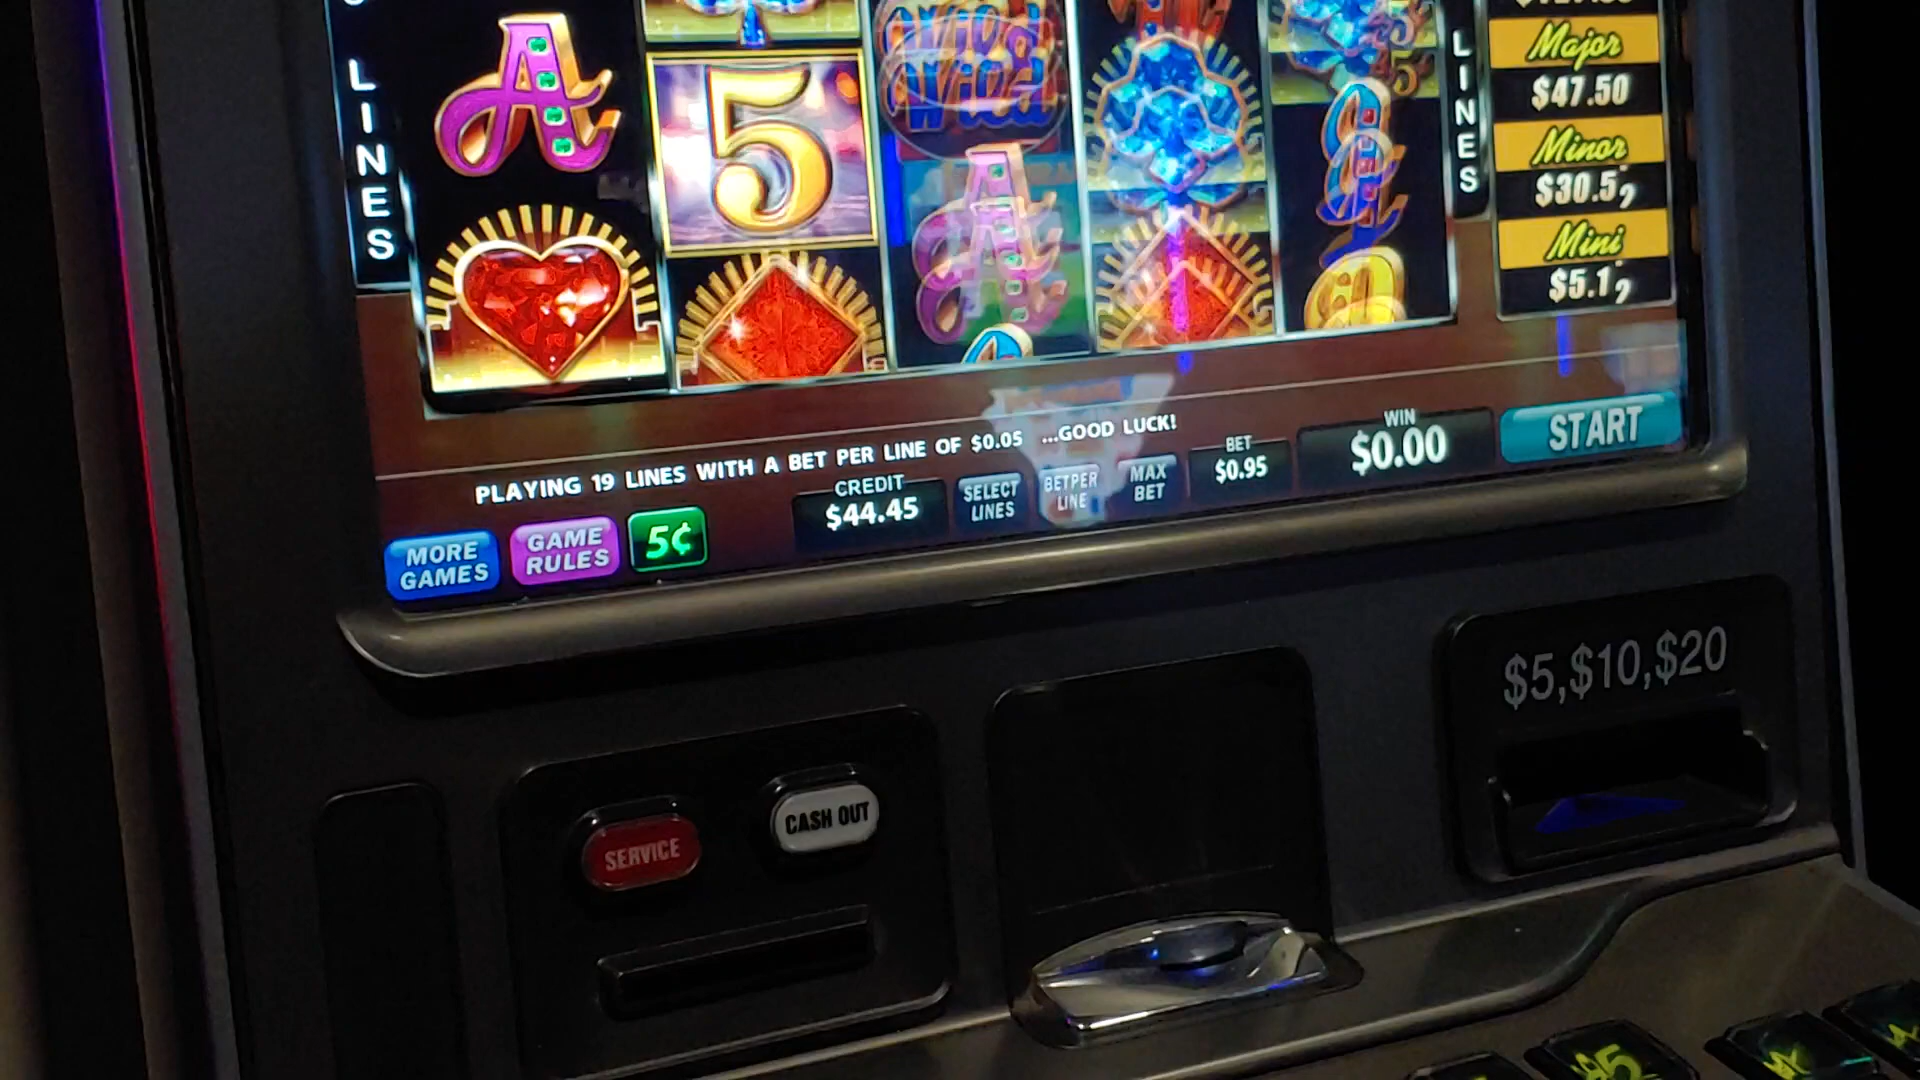 LINES
LINES
A
5
Major
$47.50
Minor
$30.5
Mini
$5.1
PLAYING 19 LINES WITH A BET PER LINE OF $0.05 ...GOOD LUCK!
MORE GAMES
GAME RULES
5¢
CREDIT
$44.45
SELECT LINES
BET PER LINE
MAX BET
BET
$0.95
WIN
$0.00
START
$5,$10,$20
SERVICE
CASH OUT